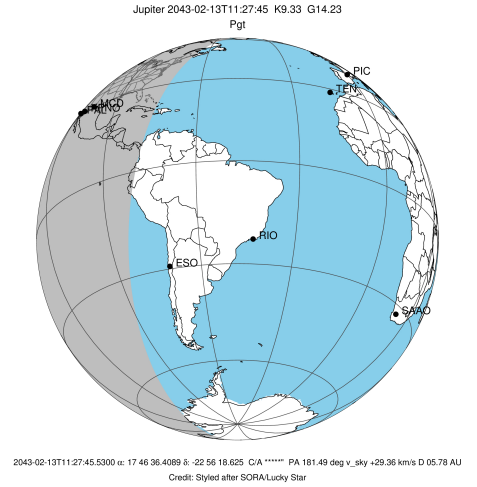 Jupiter 2043-02-13T11:27:45 K9.33 G14.23
Pgt
PIC
TEN
MCD
RIO
ESO
SAAO
2043-02-13T11:27:45.5300 α: 17 46 36.4089 δ: -22 56 18.625 C/A *****" PA 181.49 deg v_sky +29.36 km/s D 05.78 AU
Credit: Styled after SORA/Lucky Star